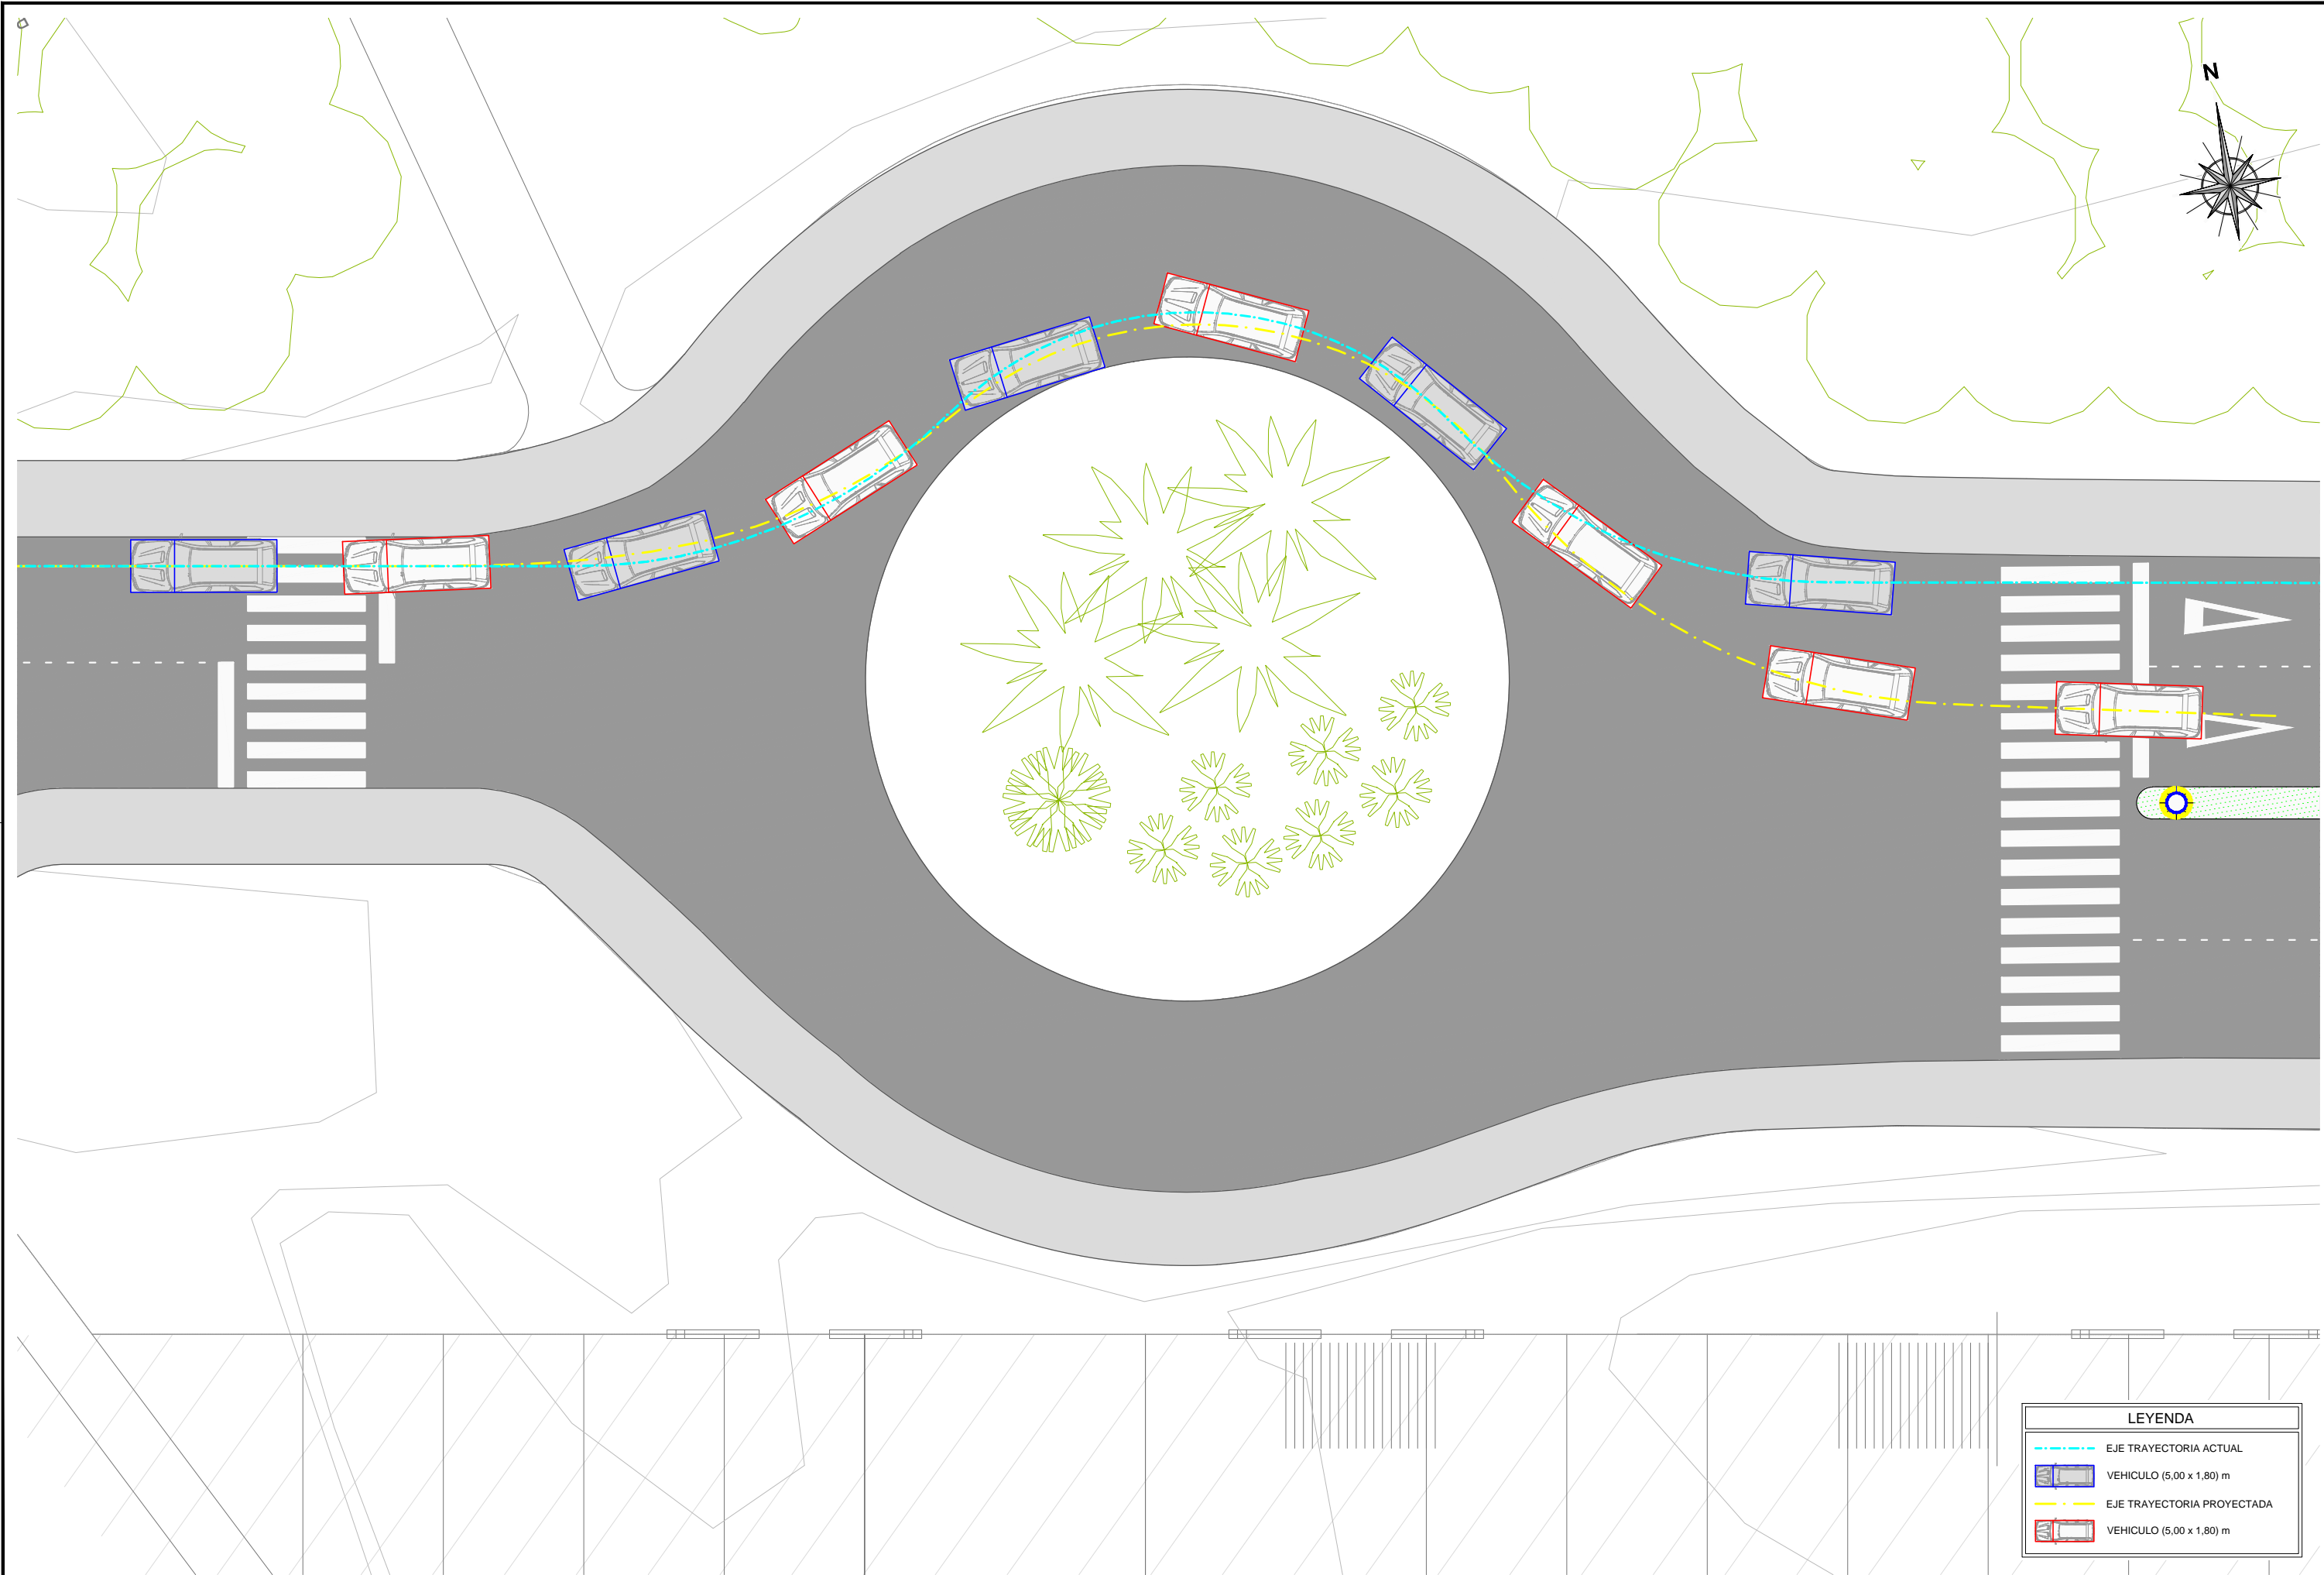 N
LEYENDA
EJE TRAYECTORIA ACTUAL
VEHICULO (5,00 x 1,80) m
EJE TRAYECTORIA PROYECTADA
VEHICULO (5,00 x 1,80) m